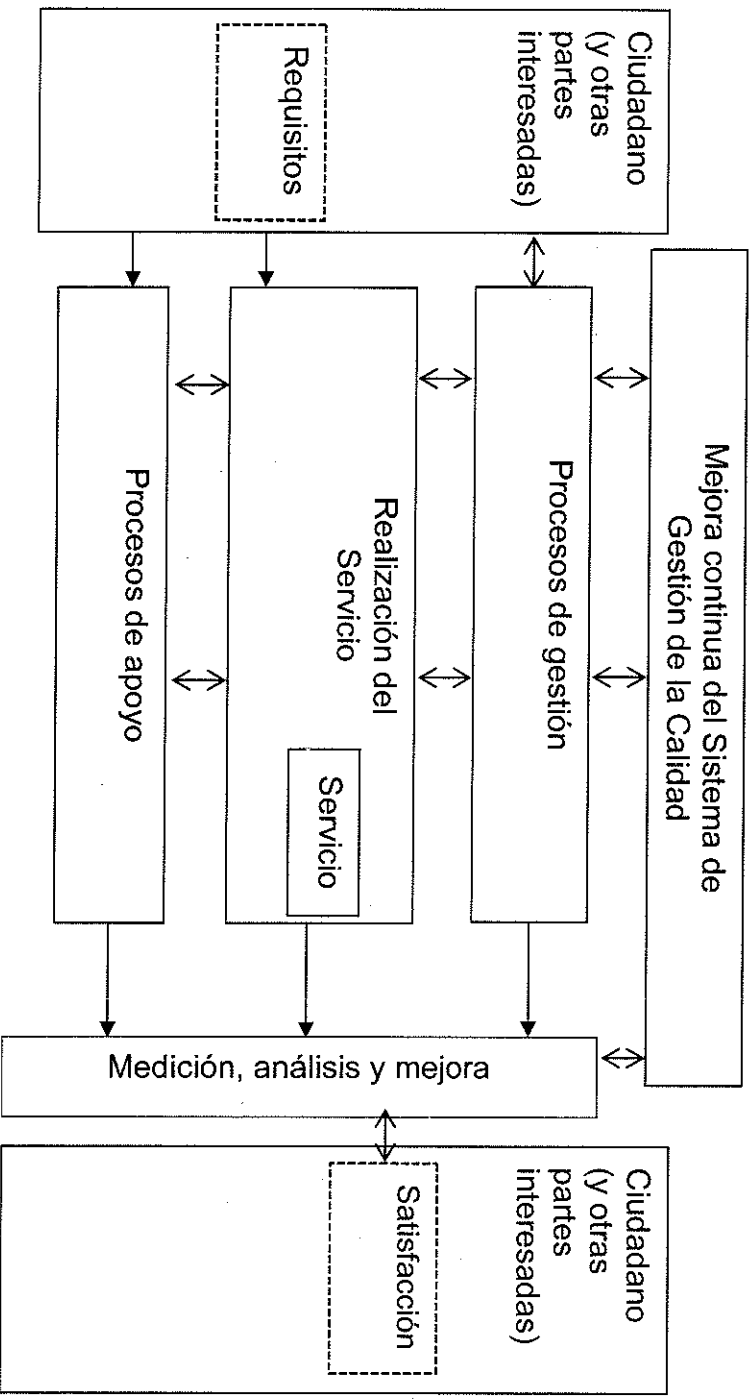 Mejora continua del Sistema de
Gestión de la Calidad
Ciudadano
(y otras
partes
interesadas)
Requisitos
Procesos de gestión
Realización del
Servicio
Servicio
Procesos de apoyo
Medición, análisis y mejora
Ciudadano
(y otras
partes
interesadas)
Satisfacción